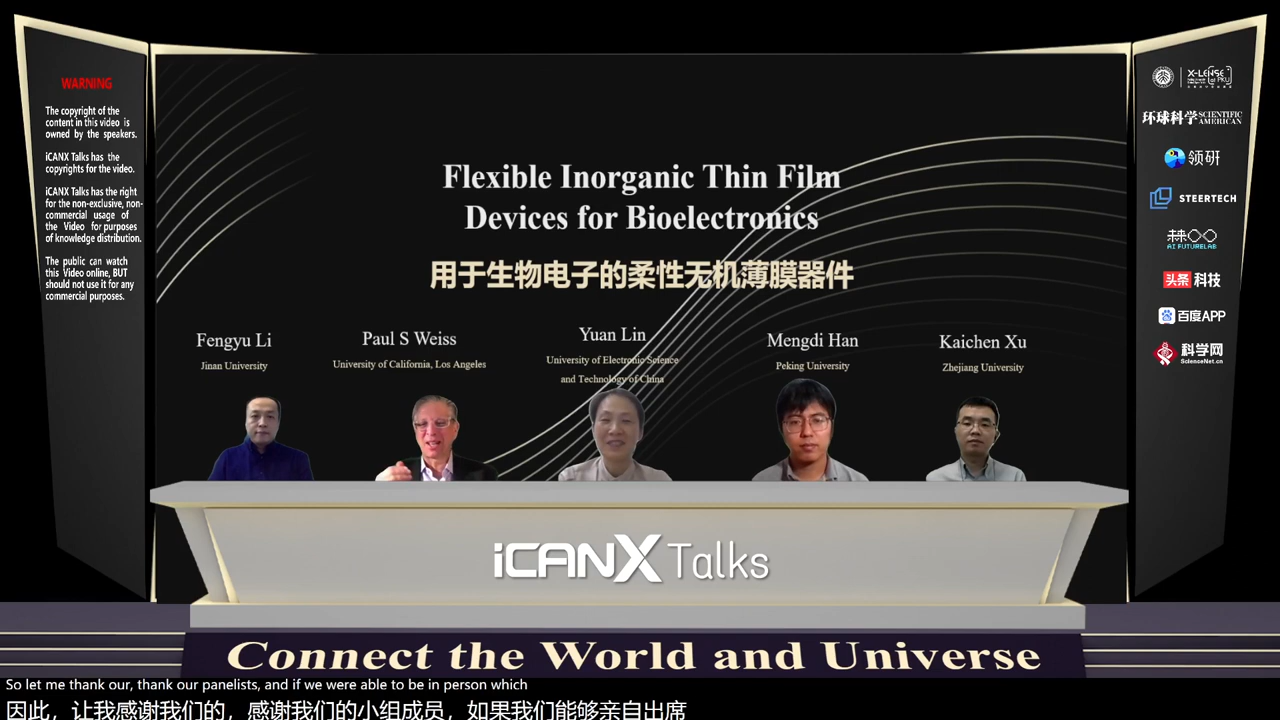 WARNING
The copyright of the
content in this video is
owned by the speakers.
iCANX Talks has the
copyrights for the video.
iCANX Talks has the right
for the non-exclusive, non-
commercial usage of
the Video for purposes
of knowledge distribution.
The public can watch
this Video online, BUT
should not use it for any
commercial purposes.
Flexible Inorganic Thin Film
Devices for Bioelectronics
用于生物电子的柔性无机薄膜器件
Fengyu Li
Jinan University
Paul S Weiss
University of California, Los Angeles
Yuan Lin
University of Electronic Science
and Technology of China
Mengdi Han
Peking University
Kaichen Xu
Zhejiang University
X-LENSE
at PKU
环球科学 SCIENTIFIC
AMERICAN
领研
STEERTECH
AI FUTURELAB
头条科技
百度APP
科学网
ScienceNet.cn
iCANX Talks
Connect the World and Universe
So let me thank our, thank our panelists, and if we were able to be in person which
因此，让我感谢我们的，感谢我们的小组成员，如果我们能够亲自出席